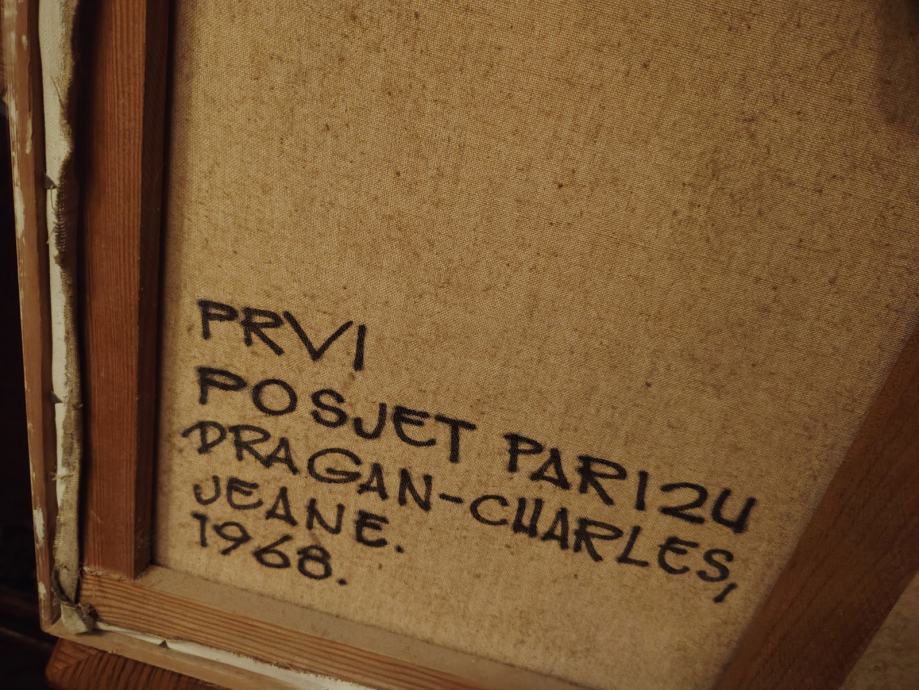 PRVI
POSJET PARIZU
DRAGAN-CHARLES,
JEANE.
1968.